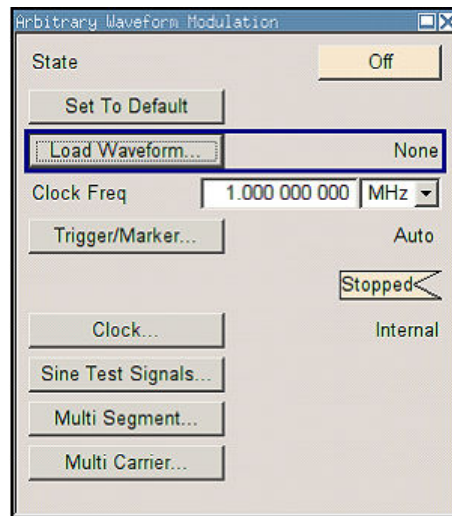 Arbitrary Waveform Modulation
State Off
Set To Default
Load Waveform... None
Clock Freq 1.000 000 000 MHz
Trigger/Marker... Auto
Stopped
Clock... Internal
Sine Test Signals...
Multi Segment...
Multi Carrier...